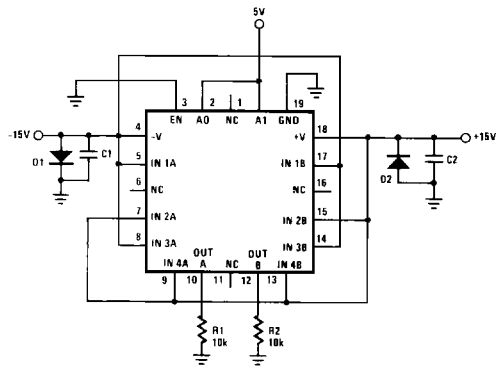 5V
3 2 1 19
EN A0 NC A1 GND
-15V 4 -V +V 18 +15V
D1 C1 5 IN 1A IN 1B 17 D2 C2
6 NC NC 16
7 IN 2A IN 2B 15
8 IN 3A IN 3B 14
IN 4A OUT A NC OUT B IN 4B
9 10 11 12 13
R1 10k R2 10k